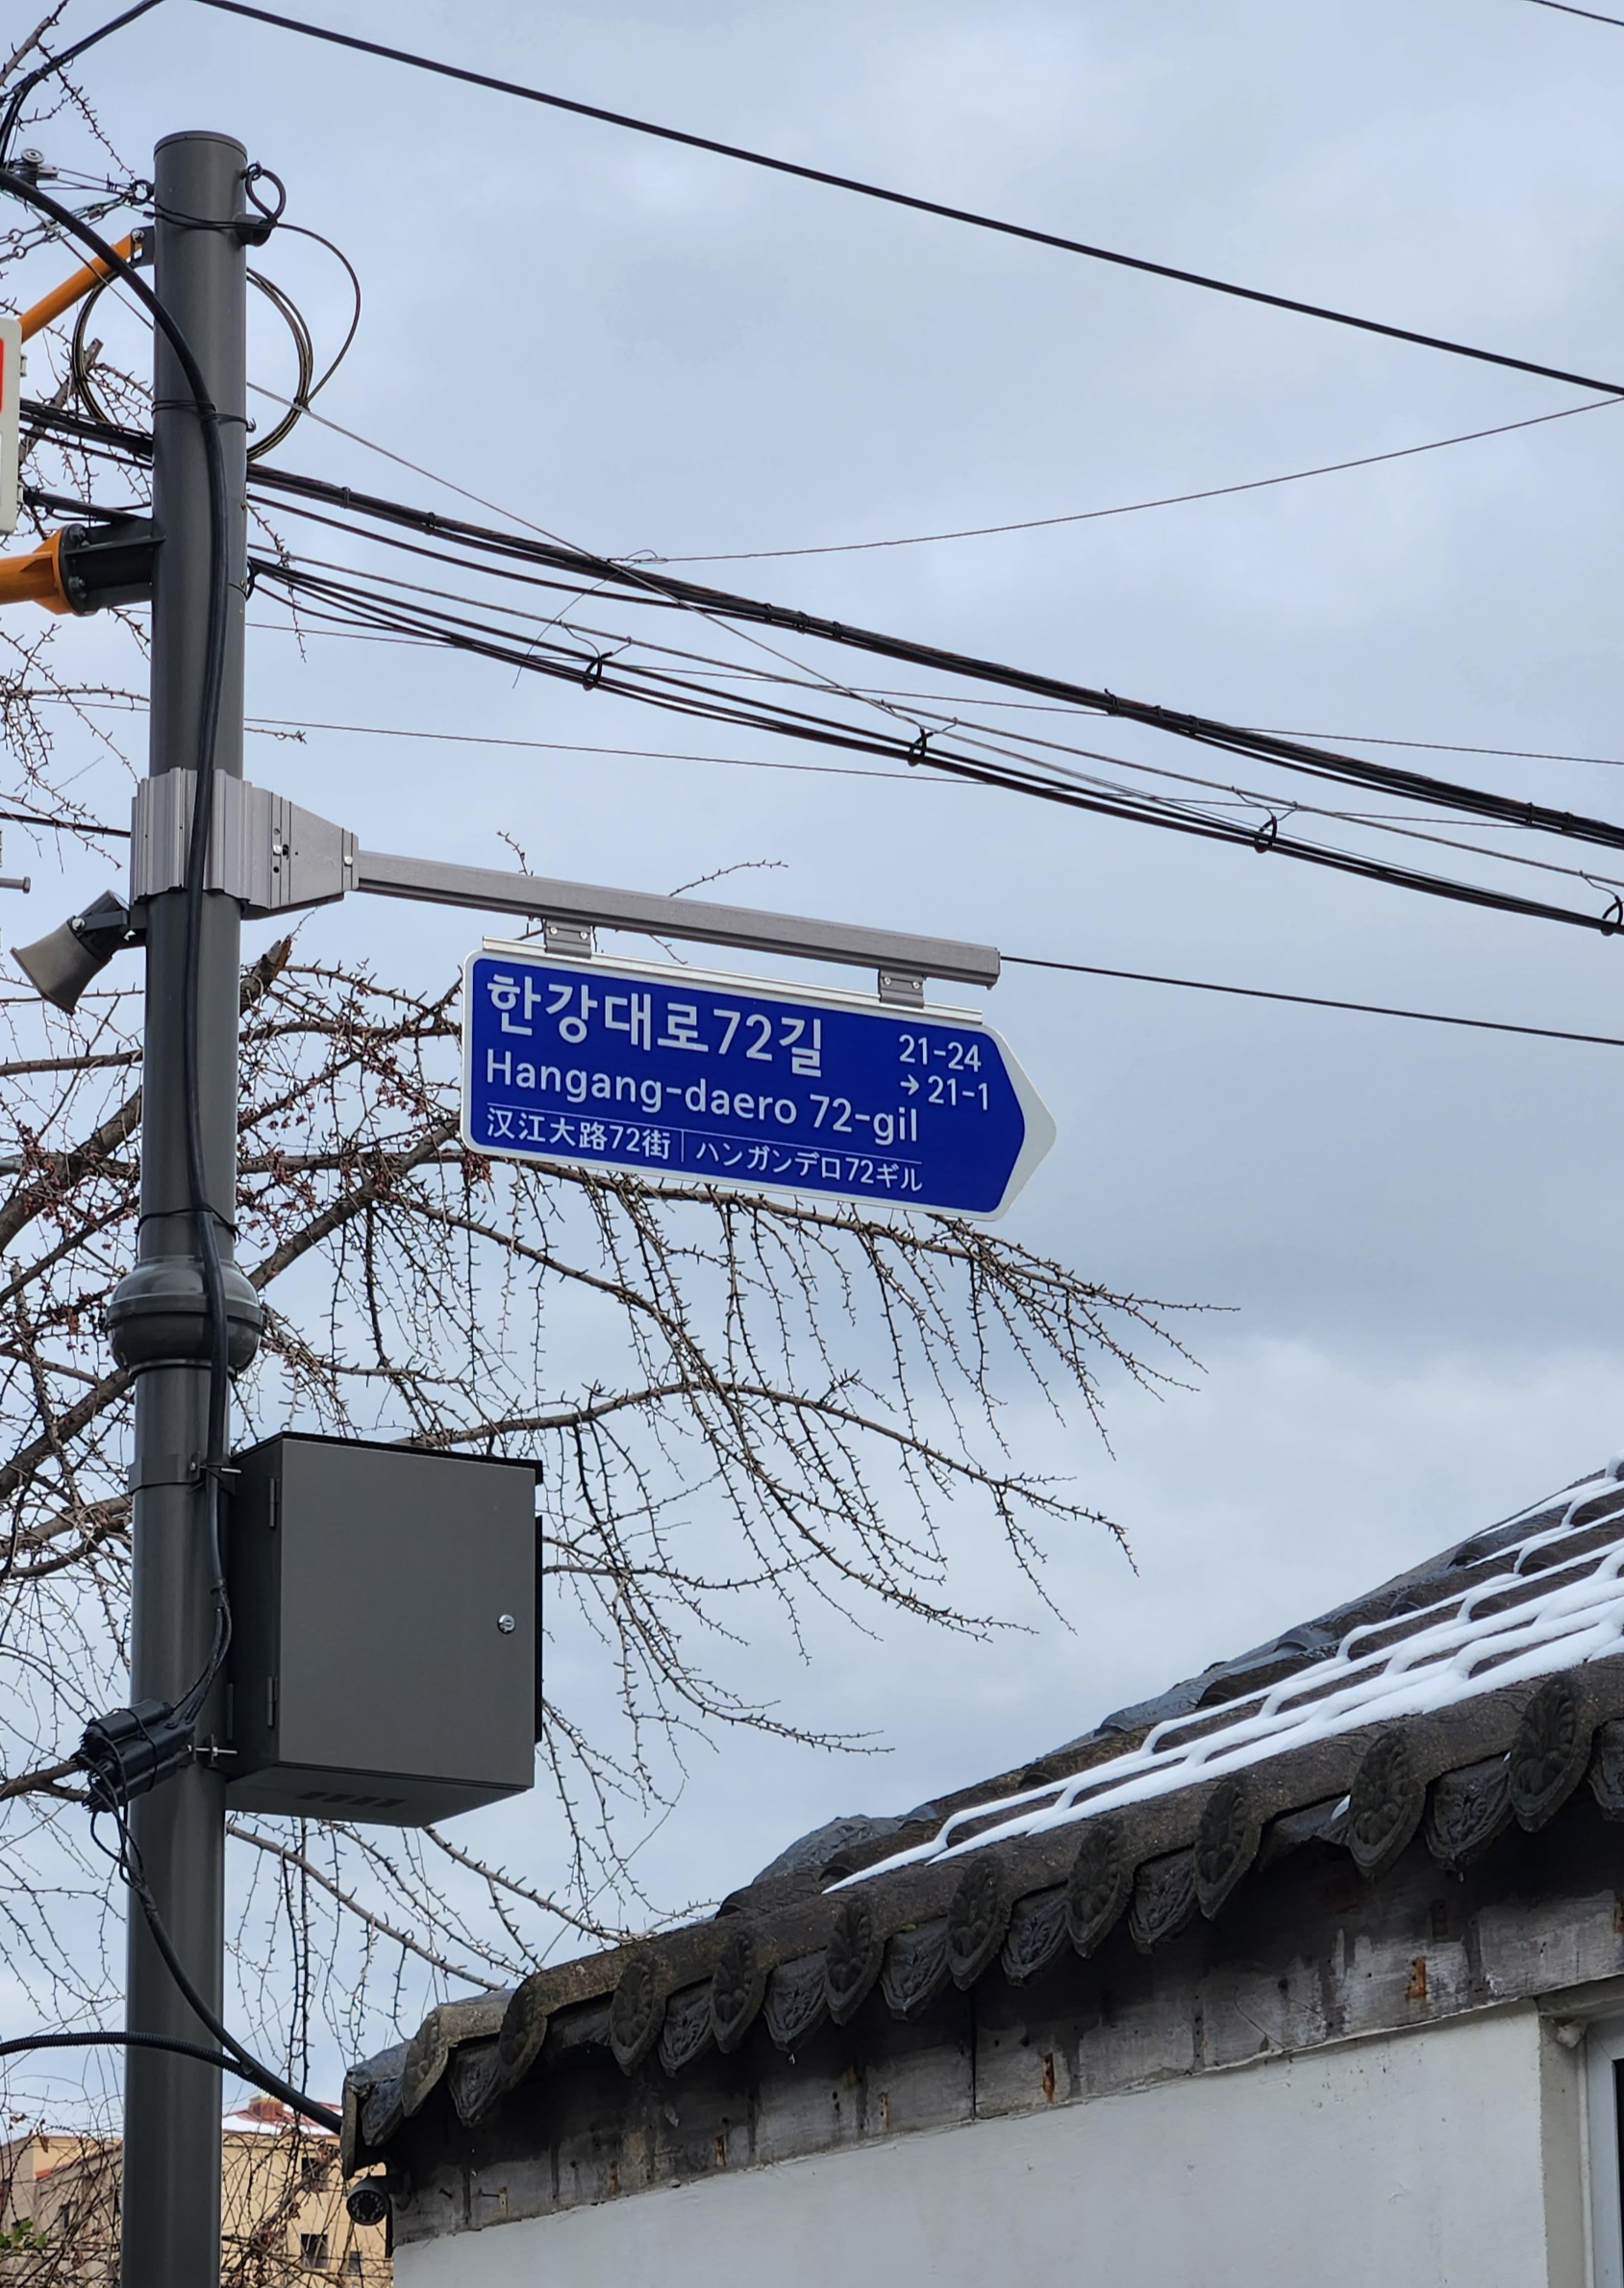 한강대로72길
Hangang-daero 72-gil
21-24
→ 21-1
汉江大路72街 | ハンガンデロ72ギル